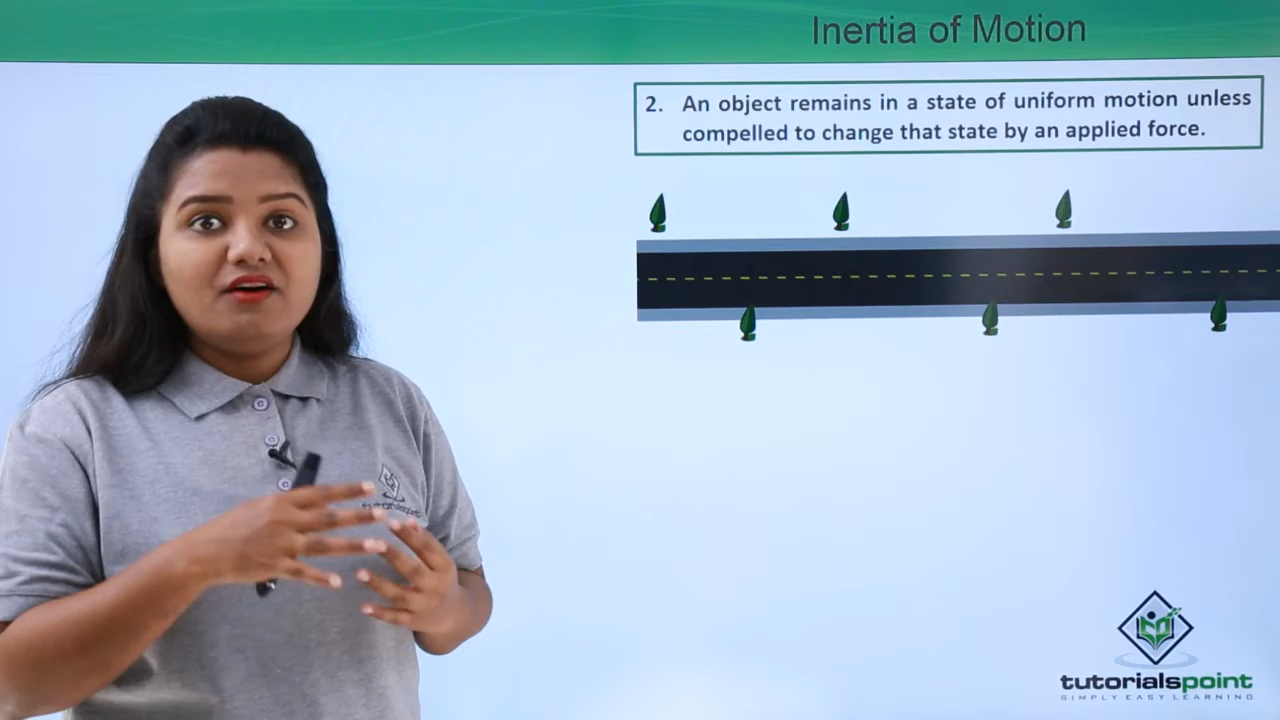 Inertia of Motion
2. An object remains in a state of uniform motion unless
compelled to change that state by an applied force.
tutorialspoint
SIMPLY EASY LEARNING